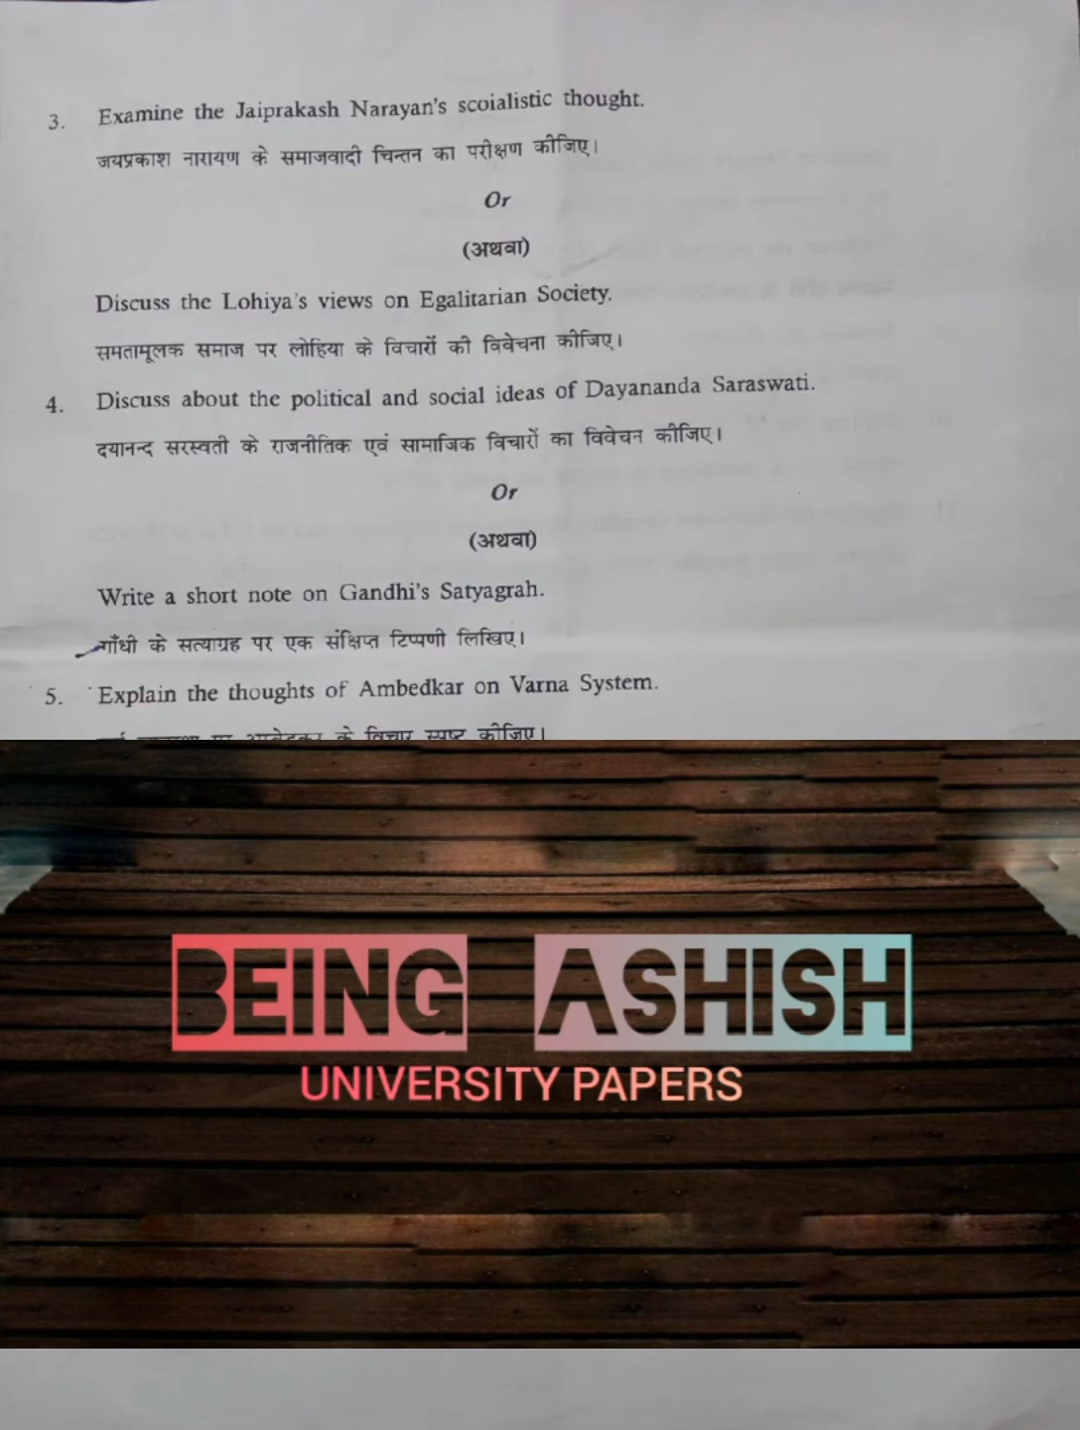 3. Examine the Jaiprakash Narayan's scoialistic thought.
जयप्रकाश नारायण के समाजवादी चिन्तन का परीक्षण कीजिए।
Or
(अथवा)
Discuss the Lohiya's views on Egalitarian Society.
समतामूलक समाज पर लोहिया के विचारों की विवेचना कीजिए।
4. Discuss about the political and social ideas of Dayananda Saraswati.
दयानन्द सरस्वती के राजनीतिक एवं सामाजिक विचारों का विवेचन कीजिए।
Or
(अथवा)
Write a short note on Gandhi's Satyagrah.
गाँधी के सत्याग्रह पर एक संक्षिप्त टिप्पणी लिखिए।
5. Explain the thoughts of Ambedkar on Varna System.
पर के विचार स्पष्ट कीजिए।
BEING ASHISH
UNIVERSITY PAPERS